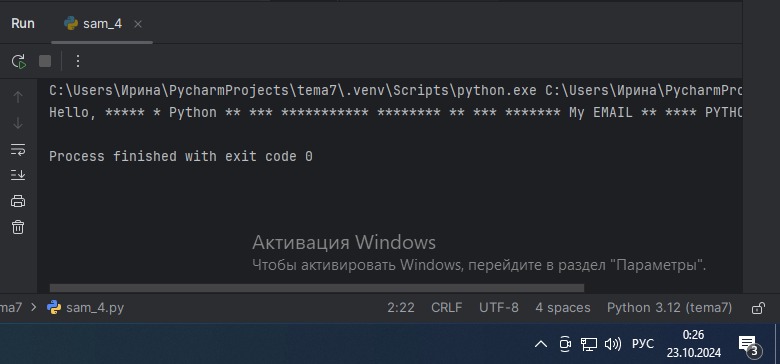 Run sam_4
C:\Users\Ирина\PycharmProjects\tema7\.venv\Scripts\python.exe C:\Users\Ирина\PycharmPro
Hello, ***** * Python ** *** *********** ******** ** *** ******* My EMAIL ** **** PYTHO
Process finished with exit code 0
Активация Windows
Чтобы активировать Windows, перейдите в раздел "Параметры".
ma7 > sam_4.py 2:22 CRLF UTF-8 4 spaces Python 3.12 (tema7)
РУС 0:26
23.10.2024 3